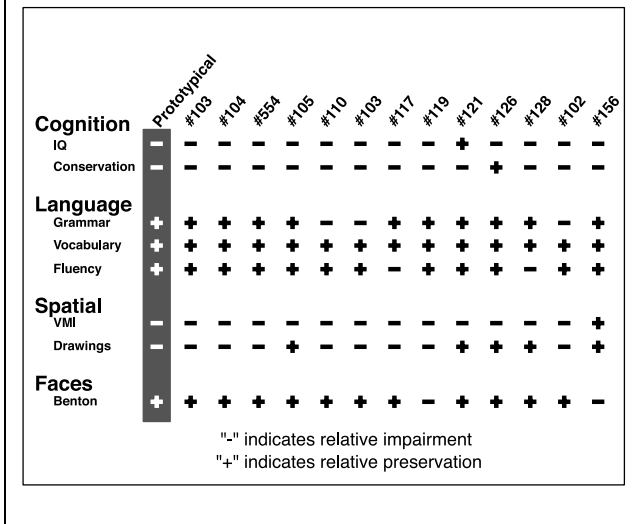 Prototypical #103 #104 #554 #105 #110 #103 #117 #119 #121 #126 #128 #102 #156
Cognition
IQ - - - - - - - - - + - - - -
Conservation - - - - - - - - - - + - - -
Language
Grammar + + + + + - - + + + + + - +
Vocabulary + + + + + + + + + + + + + +
Fluency + + + + + + + - + + + - + +
Spatial
VMI - - - - - - - - - - - - - +
Drawings - - - - + - - - - + + + - +
Faces
Benton + + + + + + + + - + + + + -
"-" indicates relative impairment
"+" indicates relative preservation